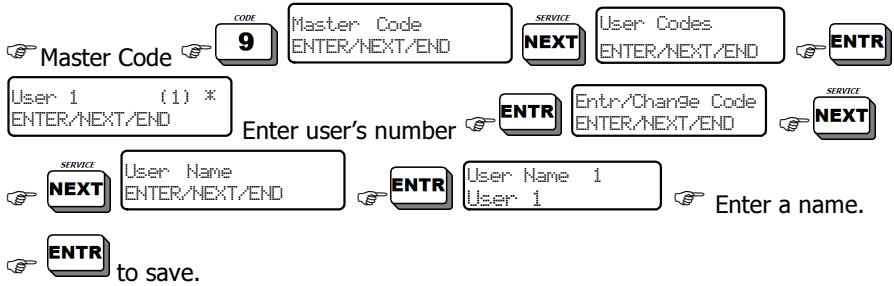 Master Code CODE 9 Master Code SERVICE NEXT User Codes ENTR
ENTER/NEXT/END ENTER/NEXT/END
User 1 (1) * Enter user's number ENTR Entr/Change Code SERVICE NEXT
ENTER/NEXT/END ENTER/NEXT/END
SERVICE NEXT User Name ENTR User Name 1 Enter a name.
ENTER/NEXT/END User 1
ENTR to save.